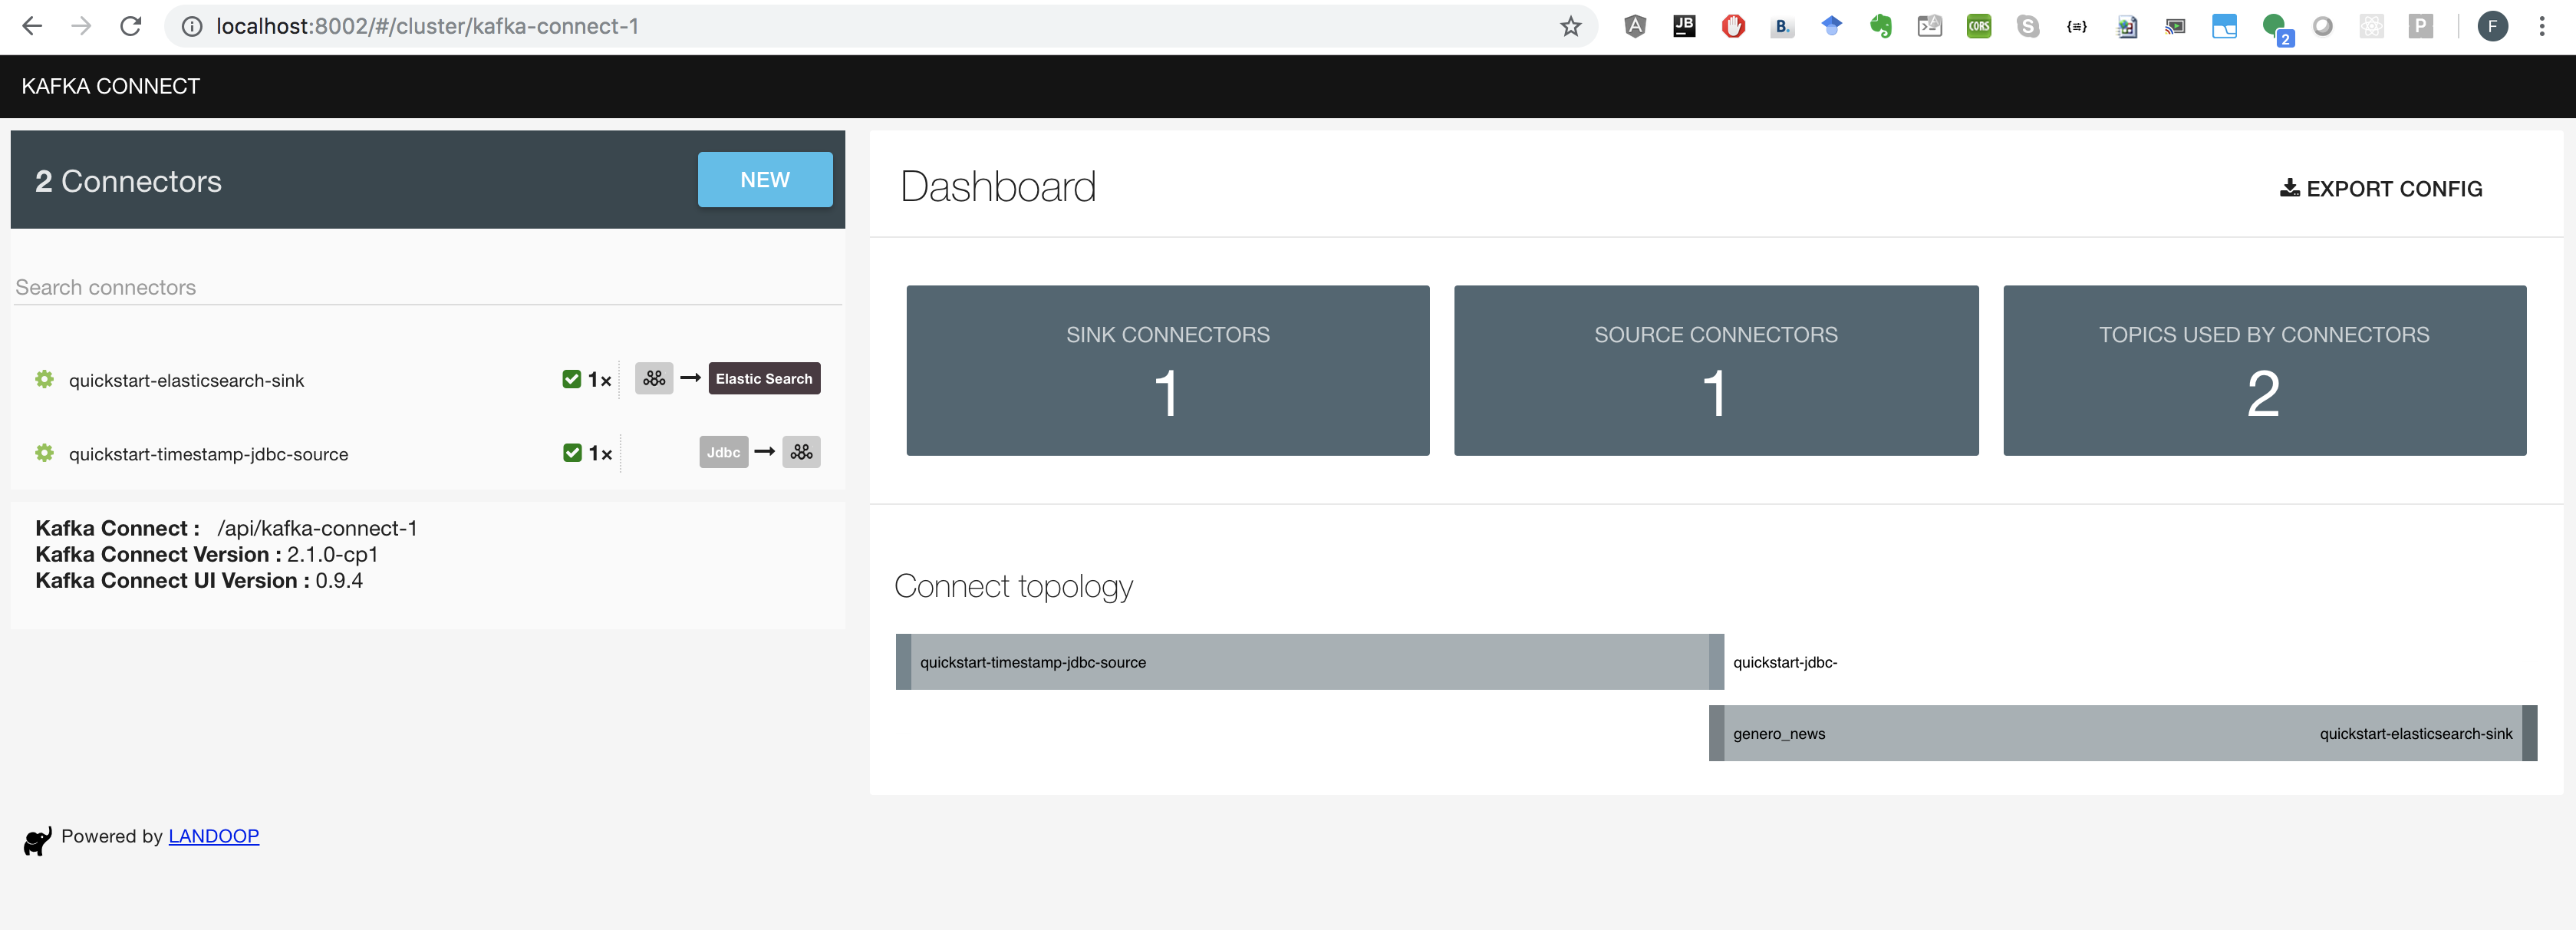 localhost:8002/#/cluster/kafka-connect-1
JB
B.
CORS
S
2
P
F
KAFKA CONNECT
2 Connectors
NEW
Search connectors
quickstart-elasticsearch-sink 1× Elastic Search
quickstart-timestamp-jdbc-source 1× Jdbc
Kafka Connect : /api/kafka-connect-1
Kafka Connect Version : 2.1.0-cp1
Kafka Connect UI Version : 0.9.4
Powered by LANDOOP
Dashboard
EXPORT CONFIG
SINK CONNECTORS
1
SOURCE CONNECTORS
1
TOPICS USED BY CONNECTORS
2
Connect topology
quickstart-timestamp-jdbc-source
quickstart-jdbc-
genero_news
quickstart-elasticsearch-sink